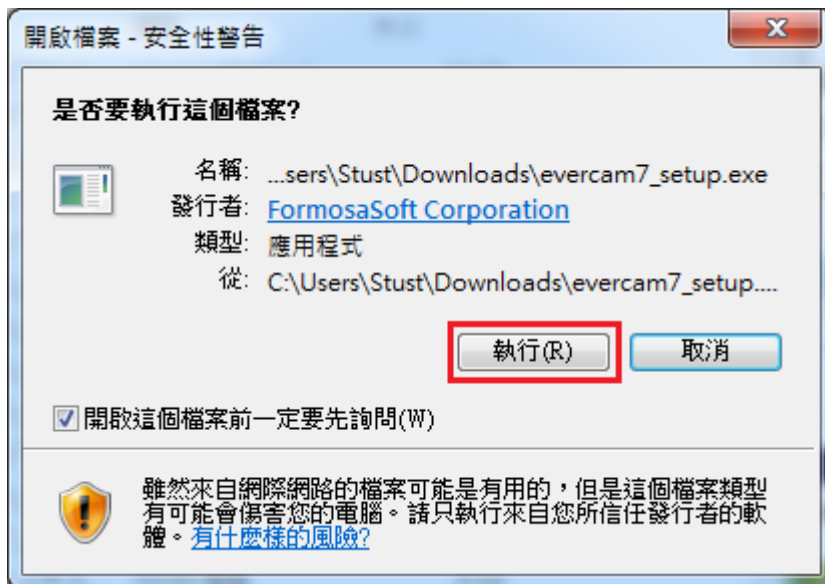 開啟檔案 - 安全性警告
是否要執行這個檔案?
名稱: ...sers\Stust\Downloads\evercam7_setup.exe
發行者: FormosaSoft Corporation
類型: 應用程式
從: C:\Users\Stust\Downloads\evercam7_setup....
執行(R) 取消
開啟這個檔案前一定要先詢問(W)
雖然來自網際網路的檔案可能是有用的，但是這個檔案類型
有可能會傷害您的電腦。請只執行來自您所信任發行者的軟
體。有什麼樣的風險?